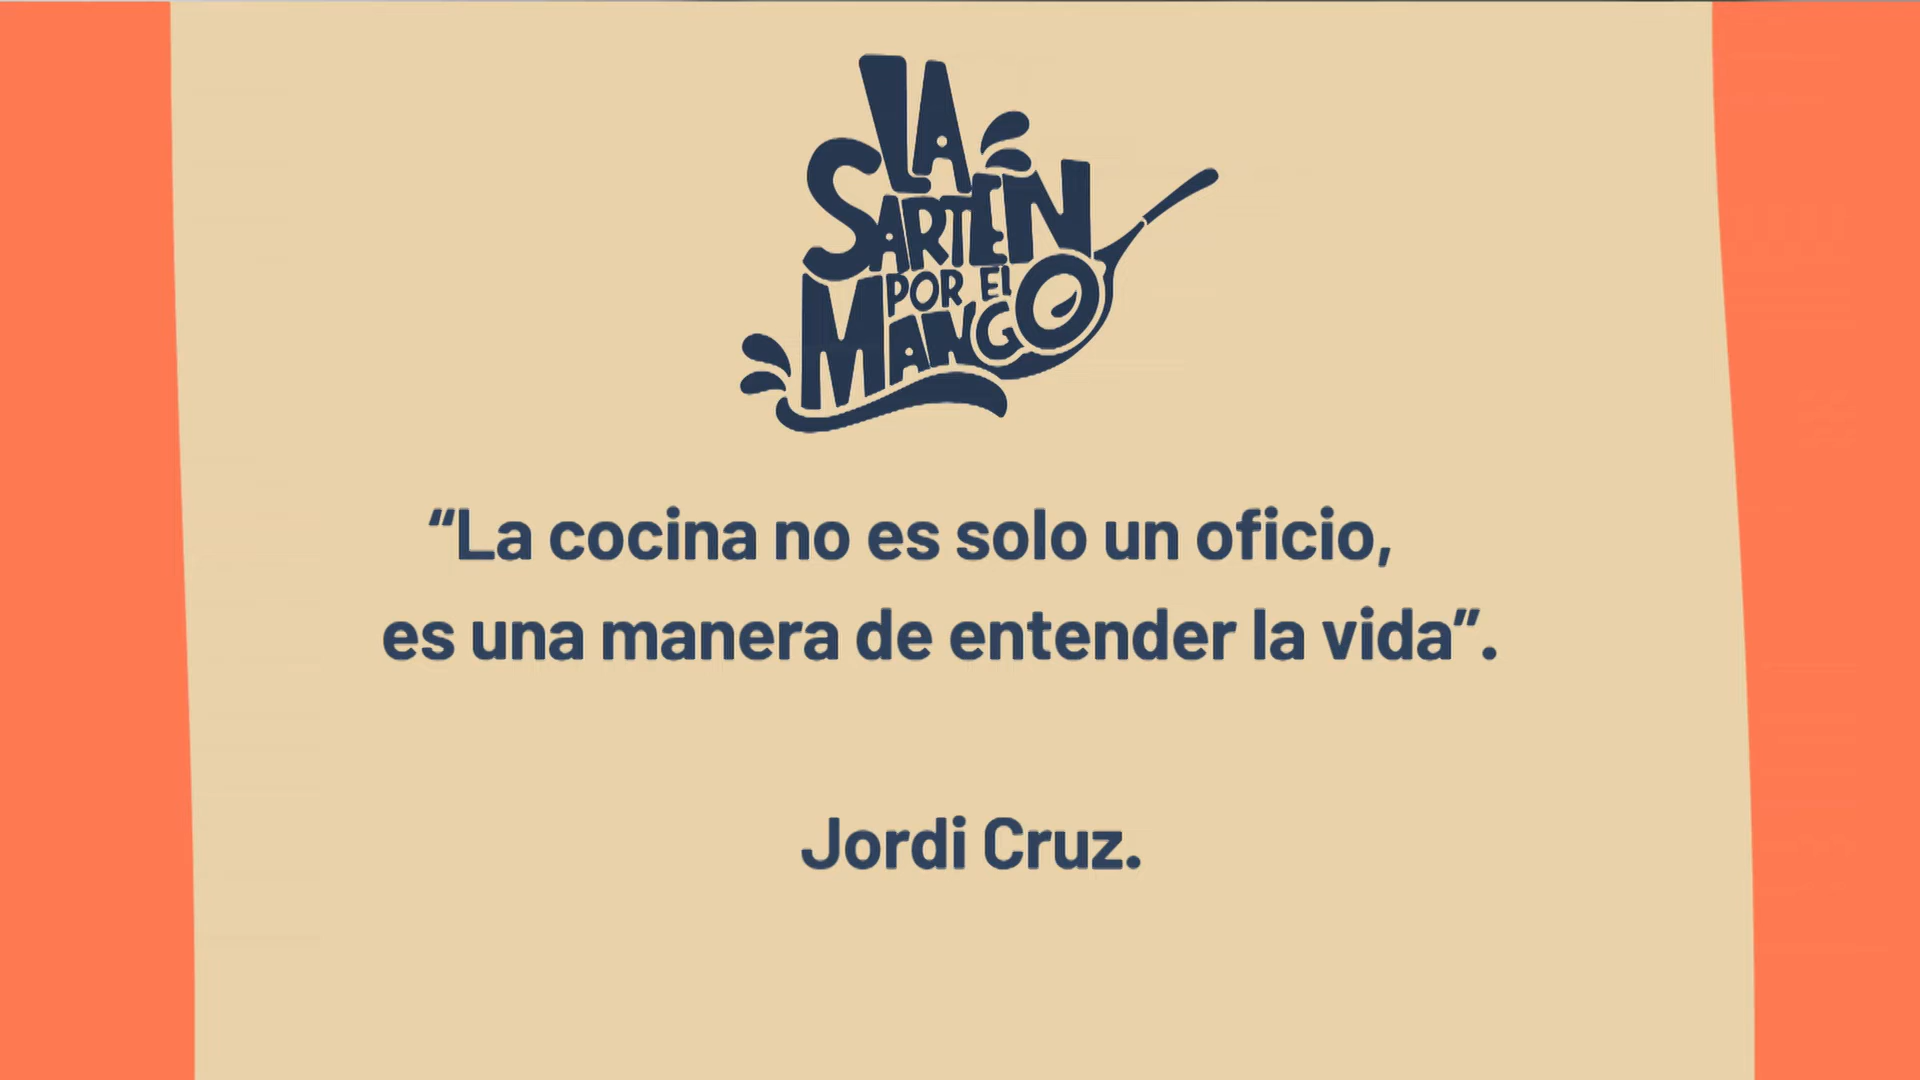 LA
SARTEN
POR EL
MANGO
“La cocina no es solo un oficio,
es una manera de entender la vida”.
Jordi Cruz.